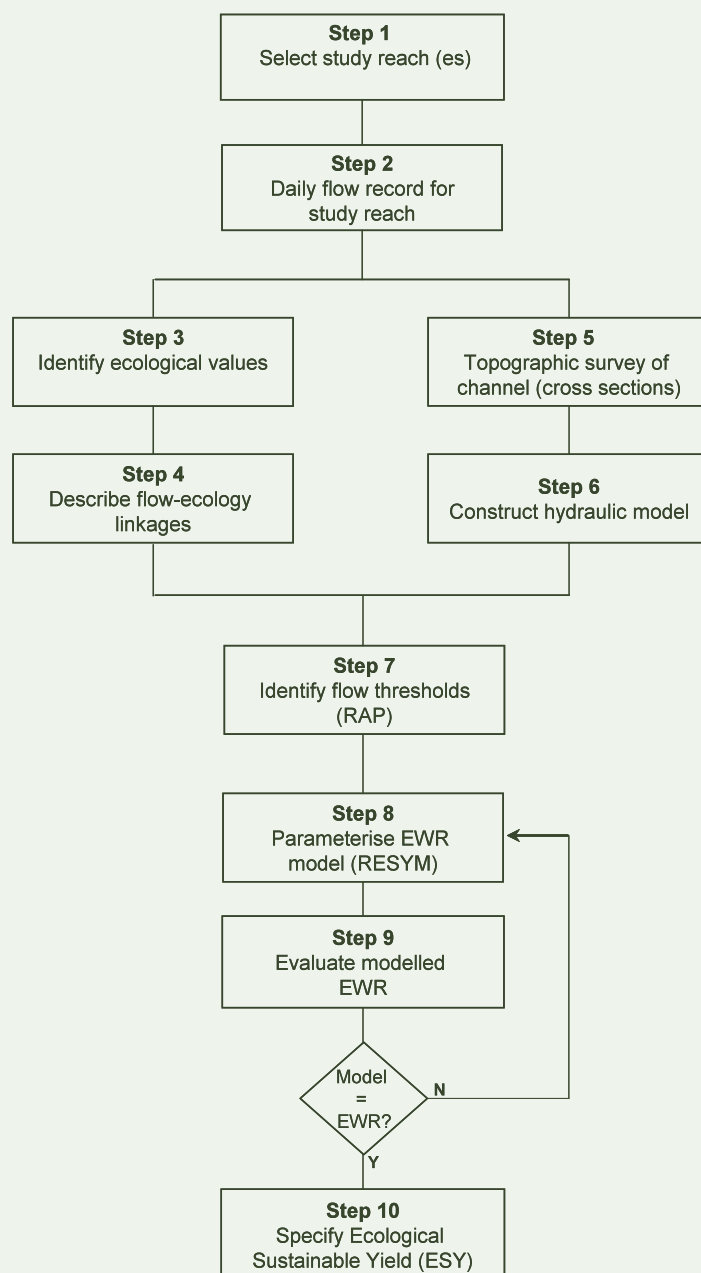 Step 1
Select study reach (es)
Step 2
Daily flow record for
study reach
Step 3
Identify ecological values
Step 5
Topographic survey of
channel (cross sections)
Step 4
Describe flow-ecology
linkages
Step 6
Construct hydraulic model
Step 7
Identify flow thresholds
(RAP)
Step 8
Parameterise EWR
model (RESYM)
Step 9
Evaluate modelled
EWR
Model
=
EWR?
N
Y
Step 10
Specify Ecological
Sustainable Yield (ESY)